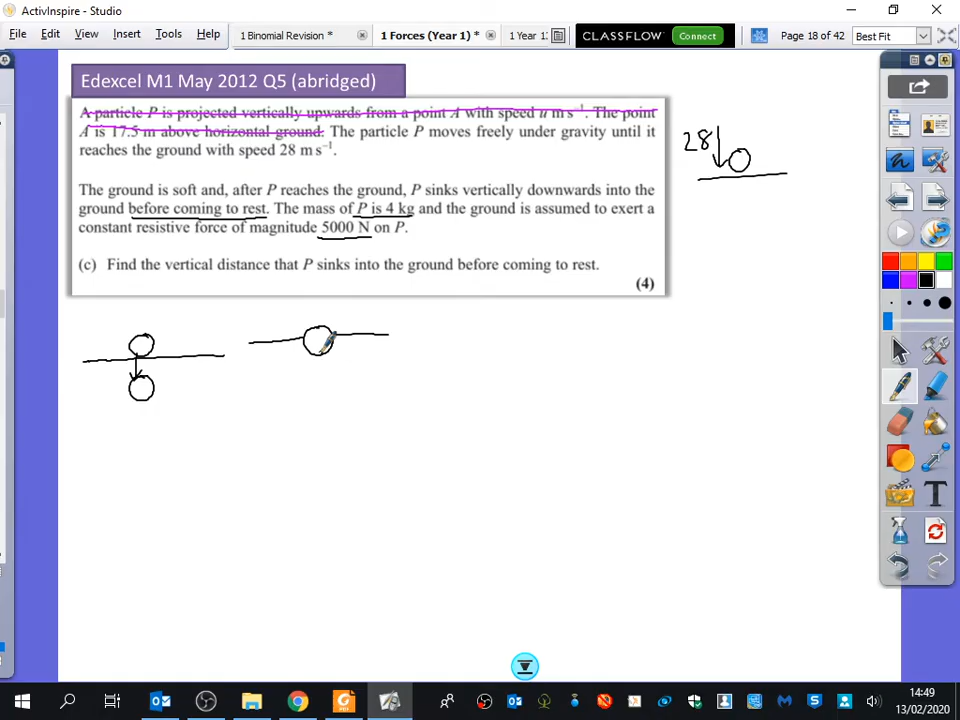 ActivInspire - Studio
File Edit View Insert Tools Help
1 Binomial Revision *
1 Forces (Year 1) *
1 Year 1
CLASSFLOW™ Connect
Page 18 of 42
Best Fit
Edexcel M1 May 2012 Q5 (abridged)
A particle P is projected vertically upwards from a point A with speed u m s⁻¹. The point
A is 17.5 m above horizontal ground. The particle P moves freely under gravity until it
reaches the ground with speed 28 m s⁻¹.
The ground is soft and, after P reaches the ground, P sinks vertically downwards into the
ground before coming to rest. The mass of P is 4 kg and the ground is assumed to exert a
constant resistive force of magnitude 5000 N on P.
(c) Find the vertical distance that P sinks into the ground before coming to rest.
(4)
28
14:49
13/02/2020